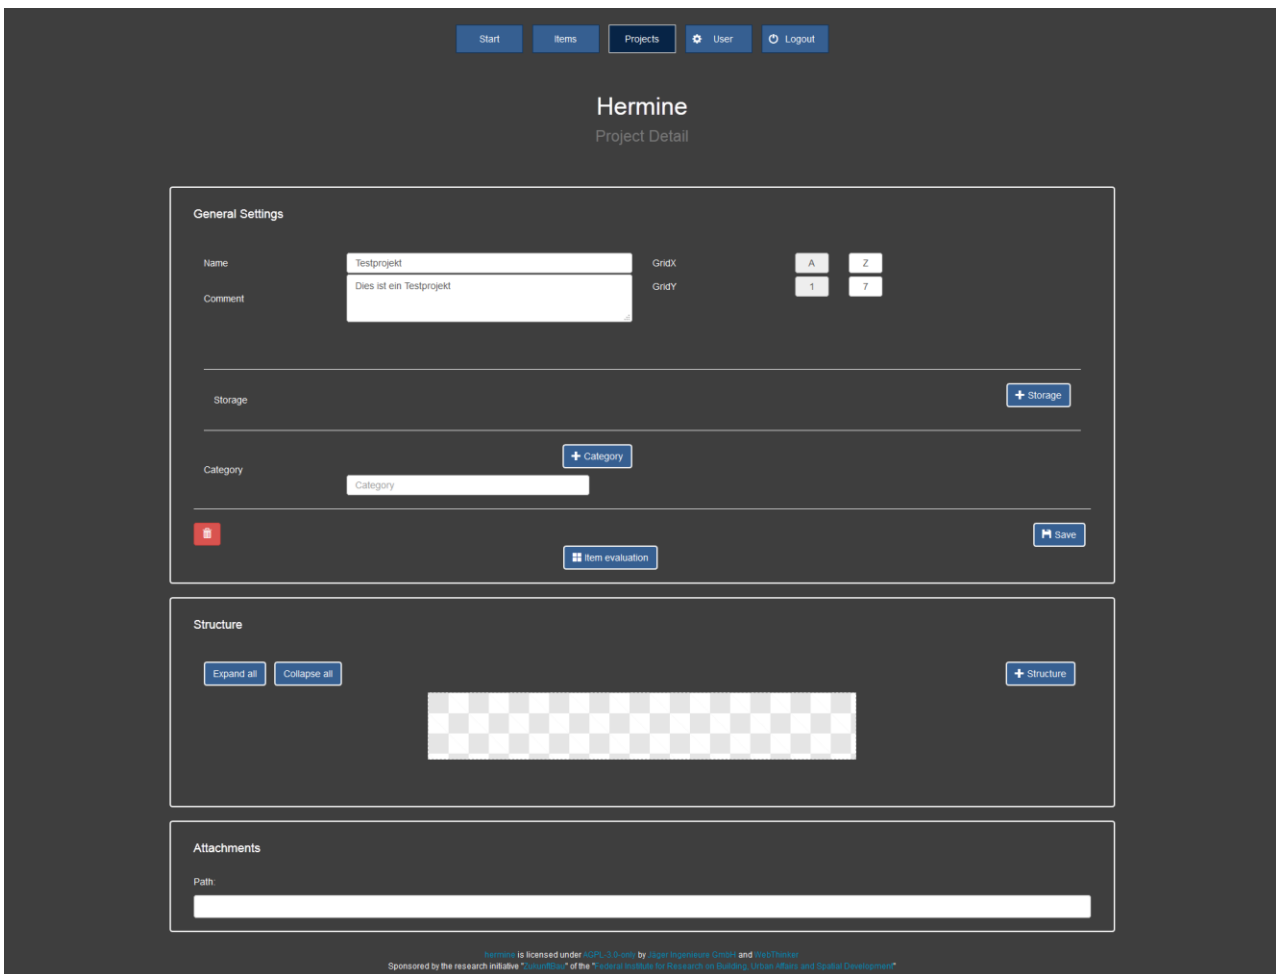 Start Items Projects User Logout
Hermine
Project Detail
General Settings
Name Testprojekt GridX A Z
Comment Dies ist ein Testprojekt GridY 1 7
Storage + Storage
+ Category
Category
Category
Save
Item evaluation
Structure
Expand all Collapse all + Structure
Attachments
Path:
hermine is licensed under AGPL-3.0-only by Jäger Ingenieure GmbH and WebThinker
Sponsored by the research initiative "ZukunftBau" of the "Federal Institute for Research on Building, Urban Affairs and Spatial Development"